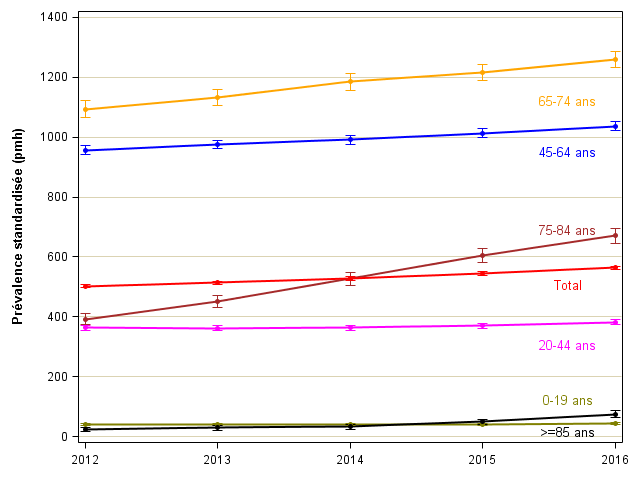 1400
1200
1000
800
600
400
200
0
Prévalence standardisée (pmh)
65-74 ans
45-64 ans
75-84 ans
Total
20-44 ans
0-19 ans
>=85 ans
2012 2013 2014 2015 2016